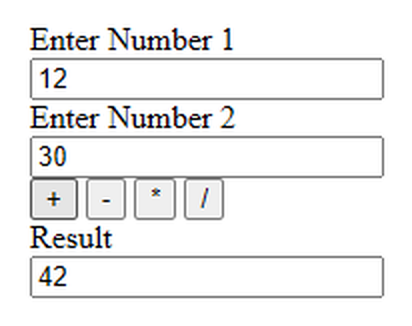 Enter Number 1
12
Enter Number 2
30
+ - * /
Result
42